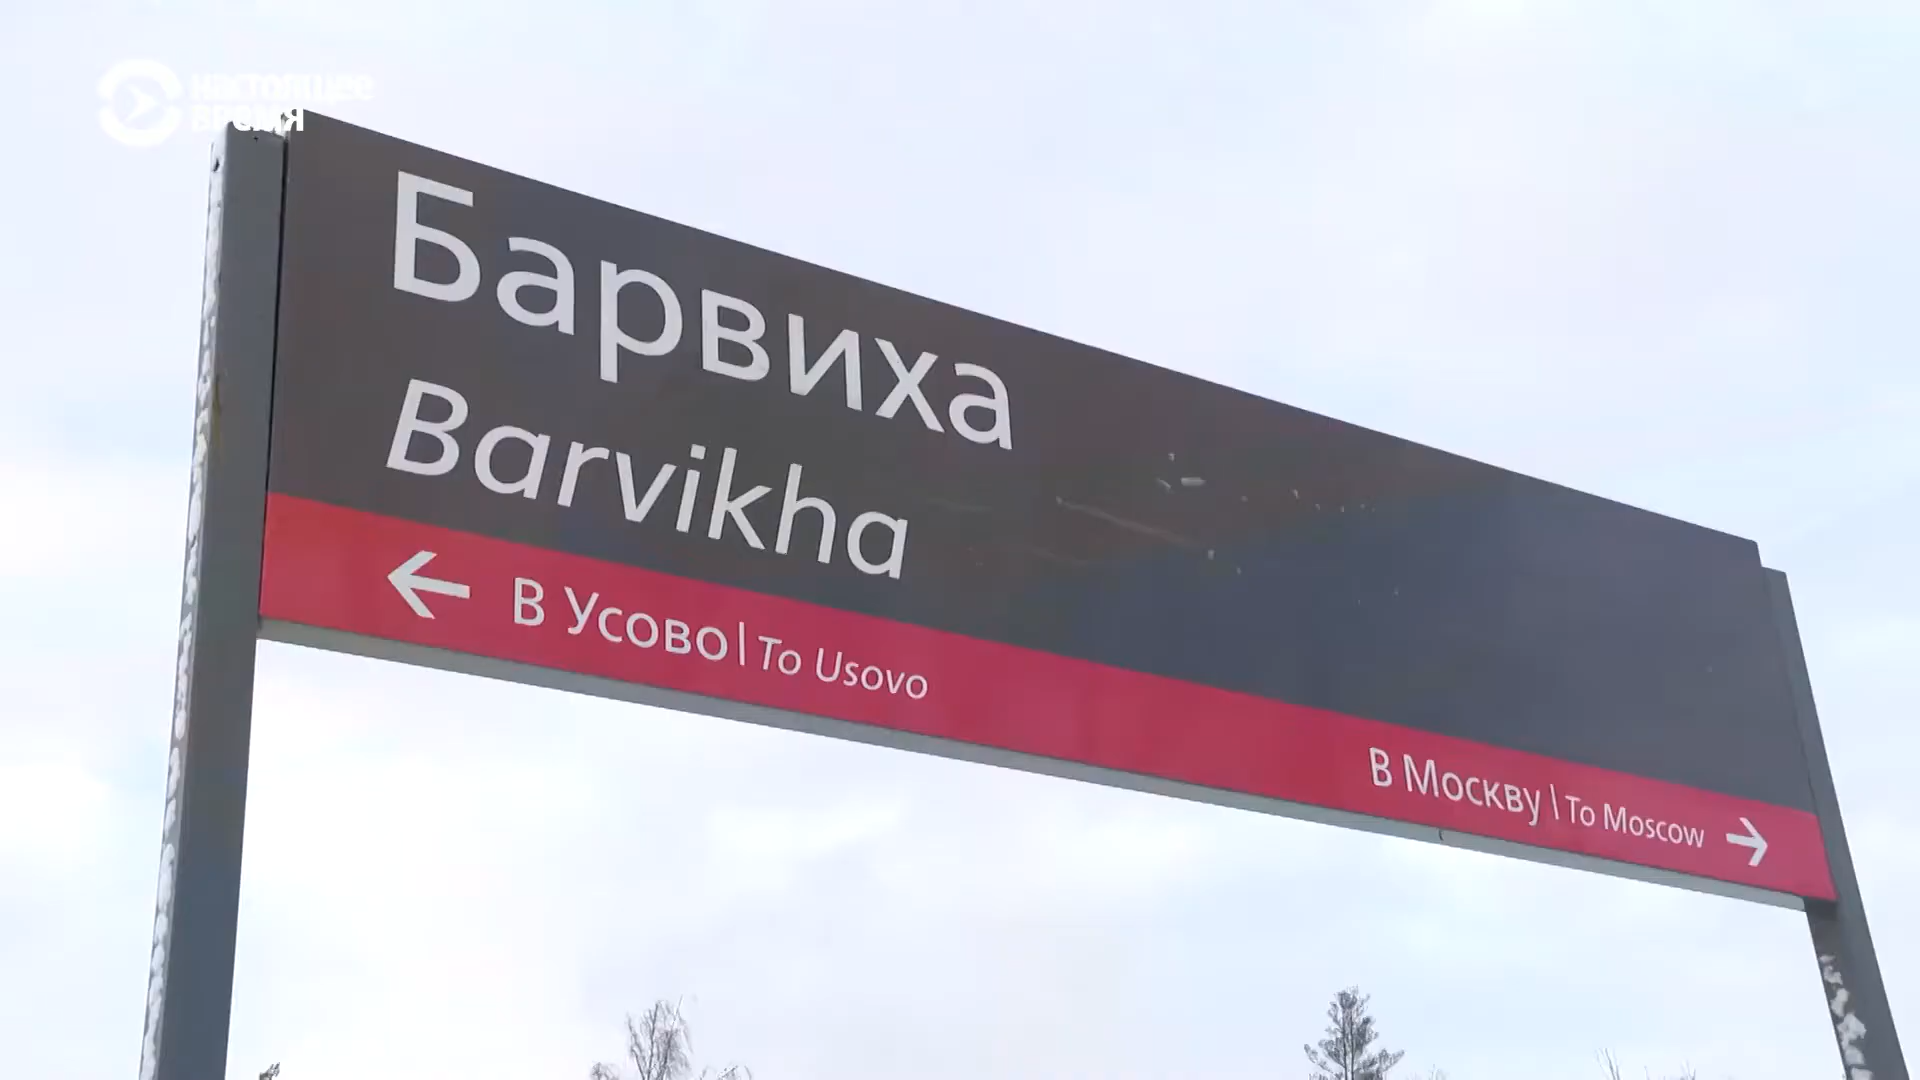 настоящее
время
Барвиха
Barvikha
← В Усово | To Usovo
В Москву | To Moscow →